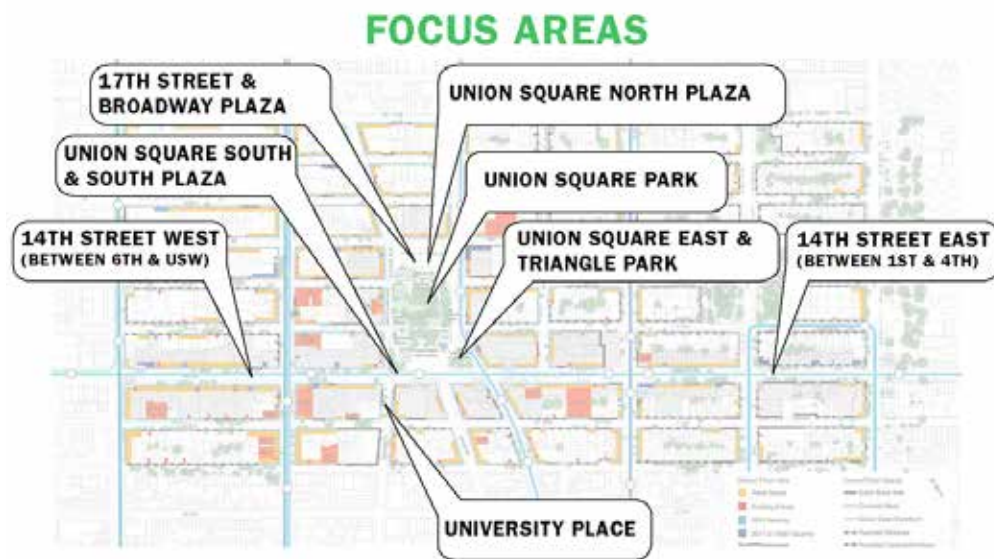 FOCUS AREAS
17TH STREET &
BROADWAY PLAZA
UNION SQUARE NORTH PLAZA
UNION SQUARE SOUTH
& SOUTH PLAZA
UNION SQUARE PARK
14TH STREET WEST
(BETWEEN 6TH & USW)
UNION SQUARE EAST &
TRIANGLE PARK
14TH STREET EAST
(BETWEEN 1ST & 4TH)
UNIVERSITY PLACE